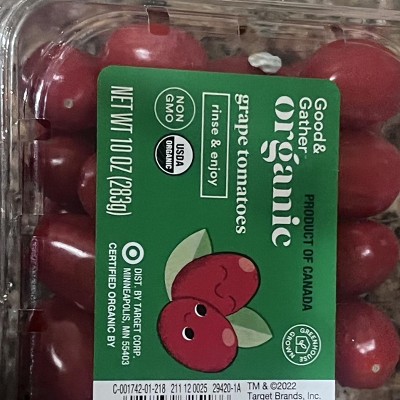 Good&
Gather™
organic
PRODUCT OF CANADA
grape tomatoes
rinse & enjoy
NON
GMO
USDA
ORGANIC
NET WT 10 OZ (283g)
GREENHOUSE
GROWN
DIST. BY TARGET CORP.
MINNEAPOLIS, MN 55403
CERTIFIED ORGANIC BY
C-001742-01-218 211 12 0025 29420-1A
TM & ©2022
Target Brands, Inc.